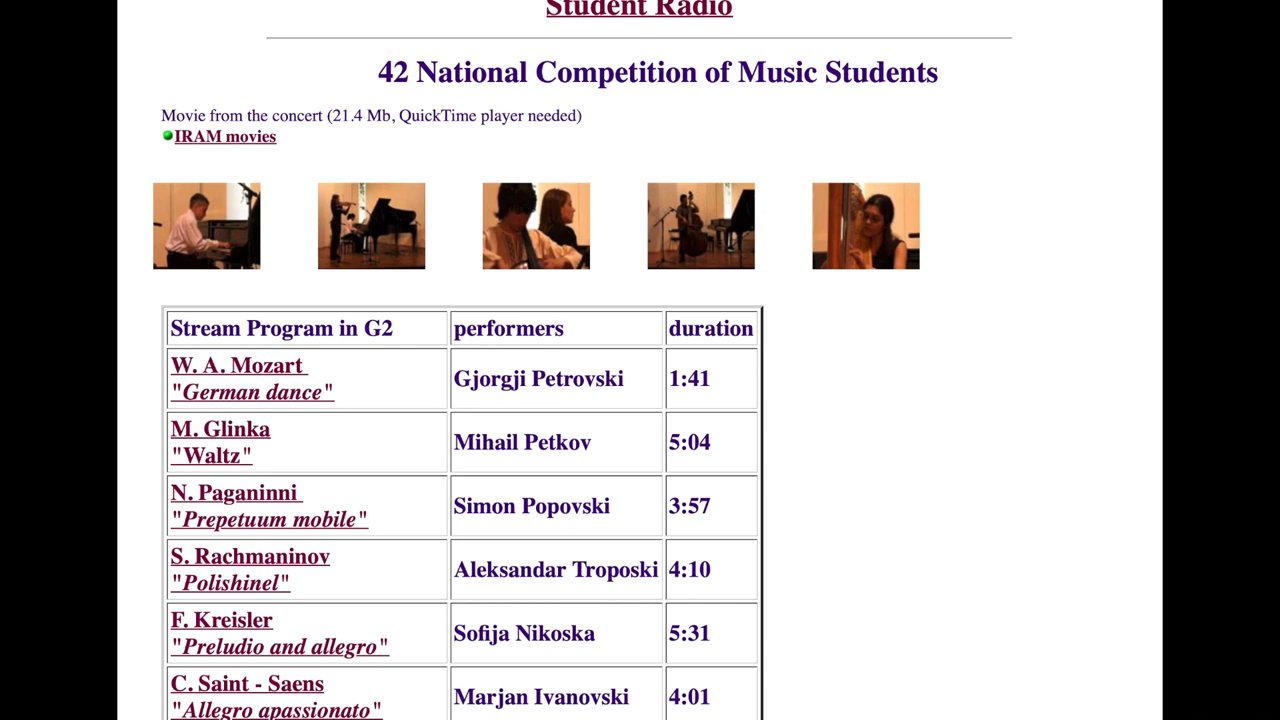 Student Radio
42 National Competition of Music Students
Movie from the concert (21.4 Mb, QuickTime player needed)
IRAM movies
Stream Program in G2 performers duration
W. A. Mozart
"German dance" Gjorgji Petrovski 1:41
M. Glinka
"Waltz" Mihail Petkov 5:04
N. Paganinni
"Prepetuum mobile" Simon Popovski 3:57
S. Rachmaninov
"Polishinel" Aleksandar Troposki 4:10
F. Kreisler
"Preludio and allegro" Sofija Nikoska 5:31
C. Saint - Saens
"Allegro apassionato" Marjan Ivanovski 4:01